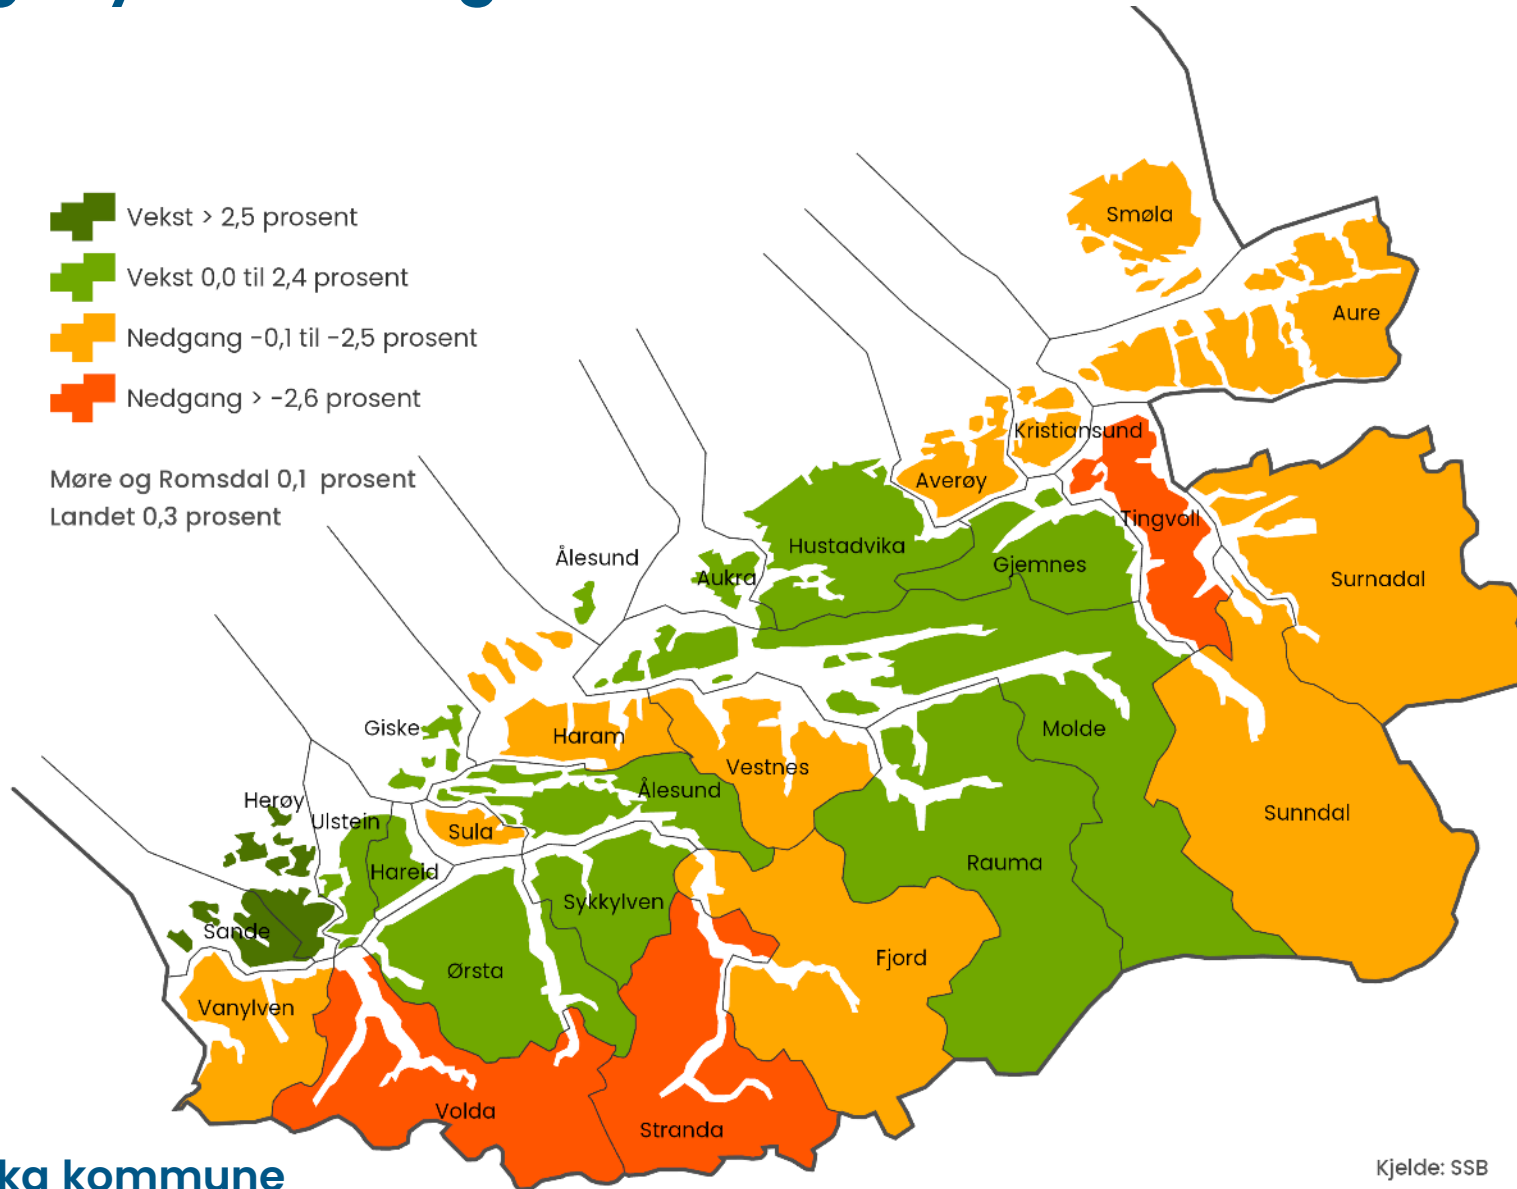 Vekst > 2,5 prosent
Vekst 0,0 til 2,4 prosent
Nedgang -0,1 til -2,5 prosent
Nedgang > -2,6 prosent
Møre og Romsdal 0,1 prosent
Landet 0,3 prosent
Smøla
Aure
Kristiansund
Averøy
Tingvoll
Hustadvika
Ålesund
Aukra
Gjemnes
Surnadal
Giske
Haram
Molde
Vestnes
Ålesund
Herøy
Ulstein
Sula
Sunndal
Hareid
Rauma
Sykkylven
Sande
Fjord
Ørsta
Vanylven
Volda
Stranda
ka kommune
Kjelde: SSB